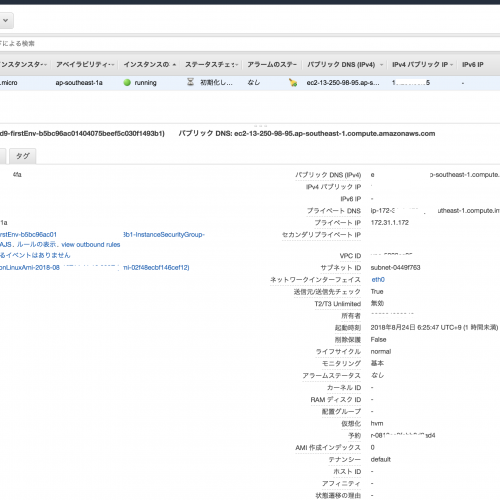 による検索
ンスタンスター
アベイラビリティー
インスタンスの
ステータスチェッ
アラームのステー
パブリック DNS (IPv4)
IPv4 パブリック IP
IPv6 IP
.micro
ap-southeast-1a
running
初期化し...
なし
ec2-13-250-98-95.ap-s...
5
-
d9-firstEnv-b5bc96ac01404075beef5c030f1493b1)
パブリック DNS: ec2-13-250-98-95.ap-southeast-1.compute.amazonaws.com
タグ
4fa
パブリック DNS (IPv4)
p-southeast-1.compute.
IPv4 パブリック IP
IPv6 IP
-
プライベート DNS
ip-172-
outheast-1.compute.in
1a
プライベート IP
172.31.1.172
rstEnv-b5bc96ac01
3b1-InstanceSecurityGroup-
セカンダリプライベート IP
AJS. ルールの表示. view outbound rules
るイベントはありません
VPC ID
onLinuxAmi-2018-08
mi-02f48ecbf146cef12)
サブネット ID
subnet-0449f763
ネットワークインターフェイス
eth0
送信元/送信先チェック
True
T2/T3 Unlimited
無効
所有者
起動時刻
2018年8月24日 6:25:47 UTC+9 (1 時間未満)
削除保護
False
ライフサイクル
normal
モニタリング
基本
アラームステータス
なし
カーネル ID
-
RAM ディスク ID
-
配置グループ
-
仮想化
hvm
予約
AMI 作成インデックス
0
テナンシー
default
ホスト ID
-
アフィニティ
-
状態遷移の理由
-